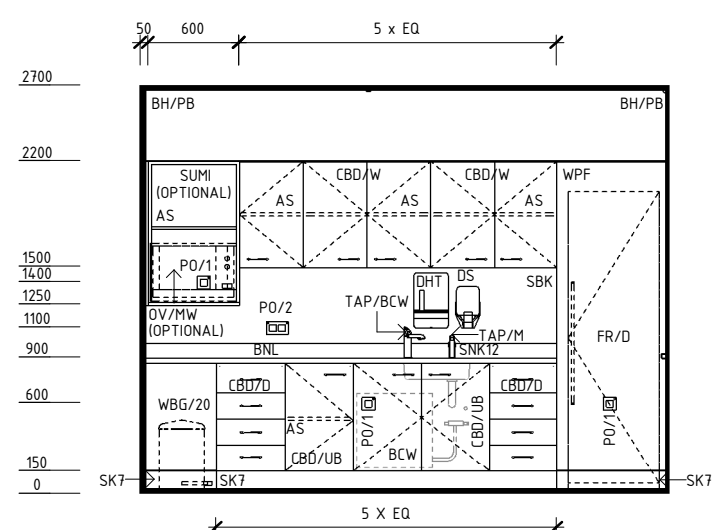 50 600 5 x EQ
2700
BH/PB BH/PB
2200
SUMI CBD/W CBD/W WPF
(OPTIONAL)
AS AS AS AS
1500
PO/1
1400 DHT DS SBK
1250
OV/MW PO/2 TAP/BCW
(OPTIONAL)
1100
TAP/M FR/D
BNL SNK12
900
CBD/D CBD/D
600
WBG/20 PO/1 PO/1
AS
CBD/UB BCW CBD/UB
150
SK7 SK7 SK7
0
5 X EQ